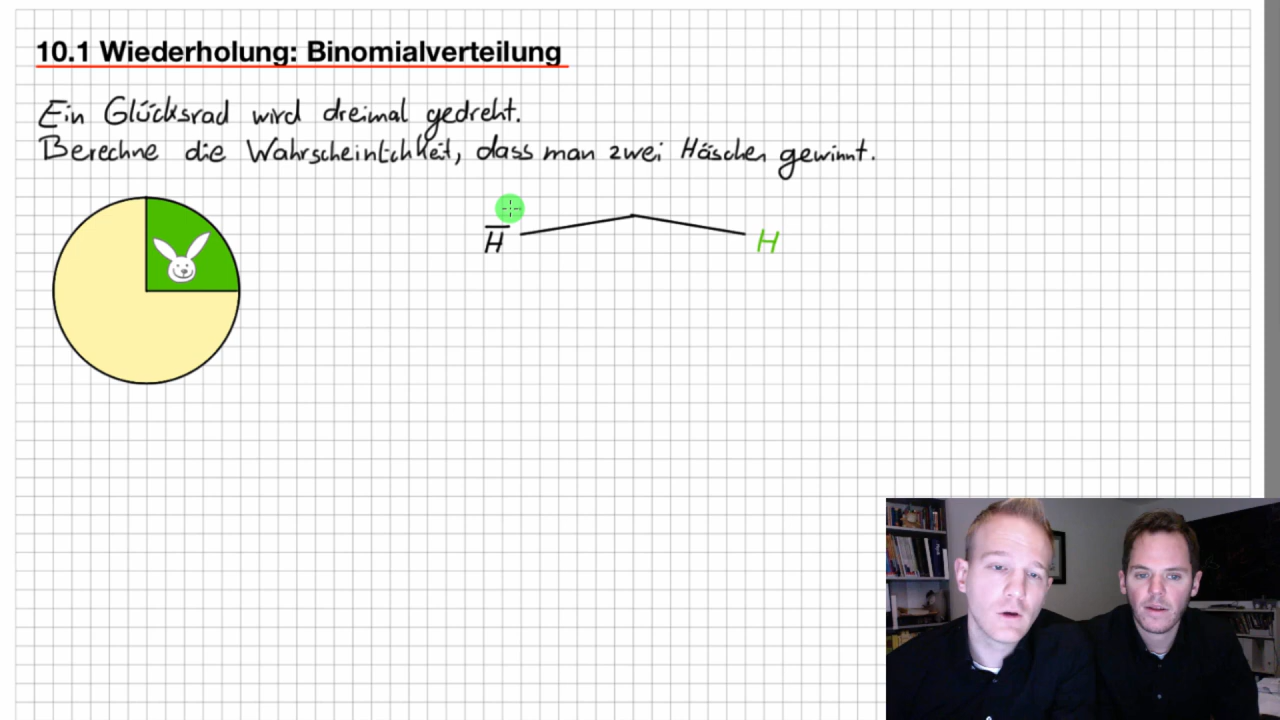 10.1 Wiederholung: Binomialverteilung
Ein Glücksrad wird dreimal gedreht.
Berechne die Wahrscheinlichkeit, dass man zwei Häschen gewinnt.
H̅ H